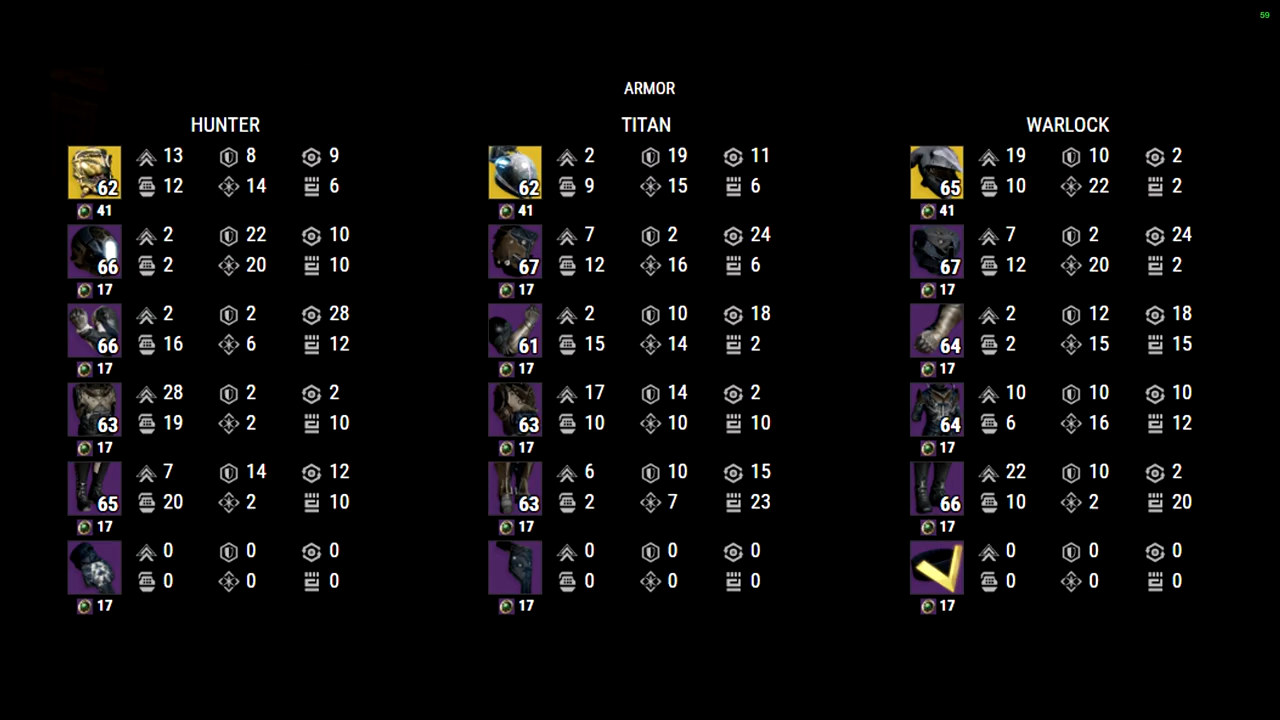 59
ARMOR
HUNTER TITAN WARLOCK
13 8 9 2 19 11 19 10 2
62 12 14 6 62 9 15 6 65 10 22 2
41 41 41
2 22 10 7 2 24 7 2 24
66 2 20 10 67 12 16 6 67 12 20 2
17 17 17
2 2 28 2 10 18 2 12 18
66 16 6 12 61 15 14 2 64 2 15 15
17 17 17
28 2 2 17 14 2 10 10 10
63 19 2 10 63 10 10 10 64 6 16 12
17 17 17
7 14 12 6 10 15 22 10 2
65 20 2 10 63 2 7 23 66 10 2 20
17 17 17
0 0 0 0 0 0 0 0 0
0 0 0 0 0 0 0 0 0
17 17 17